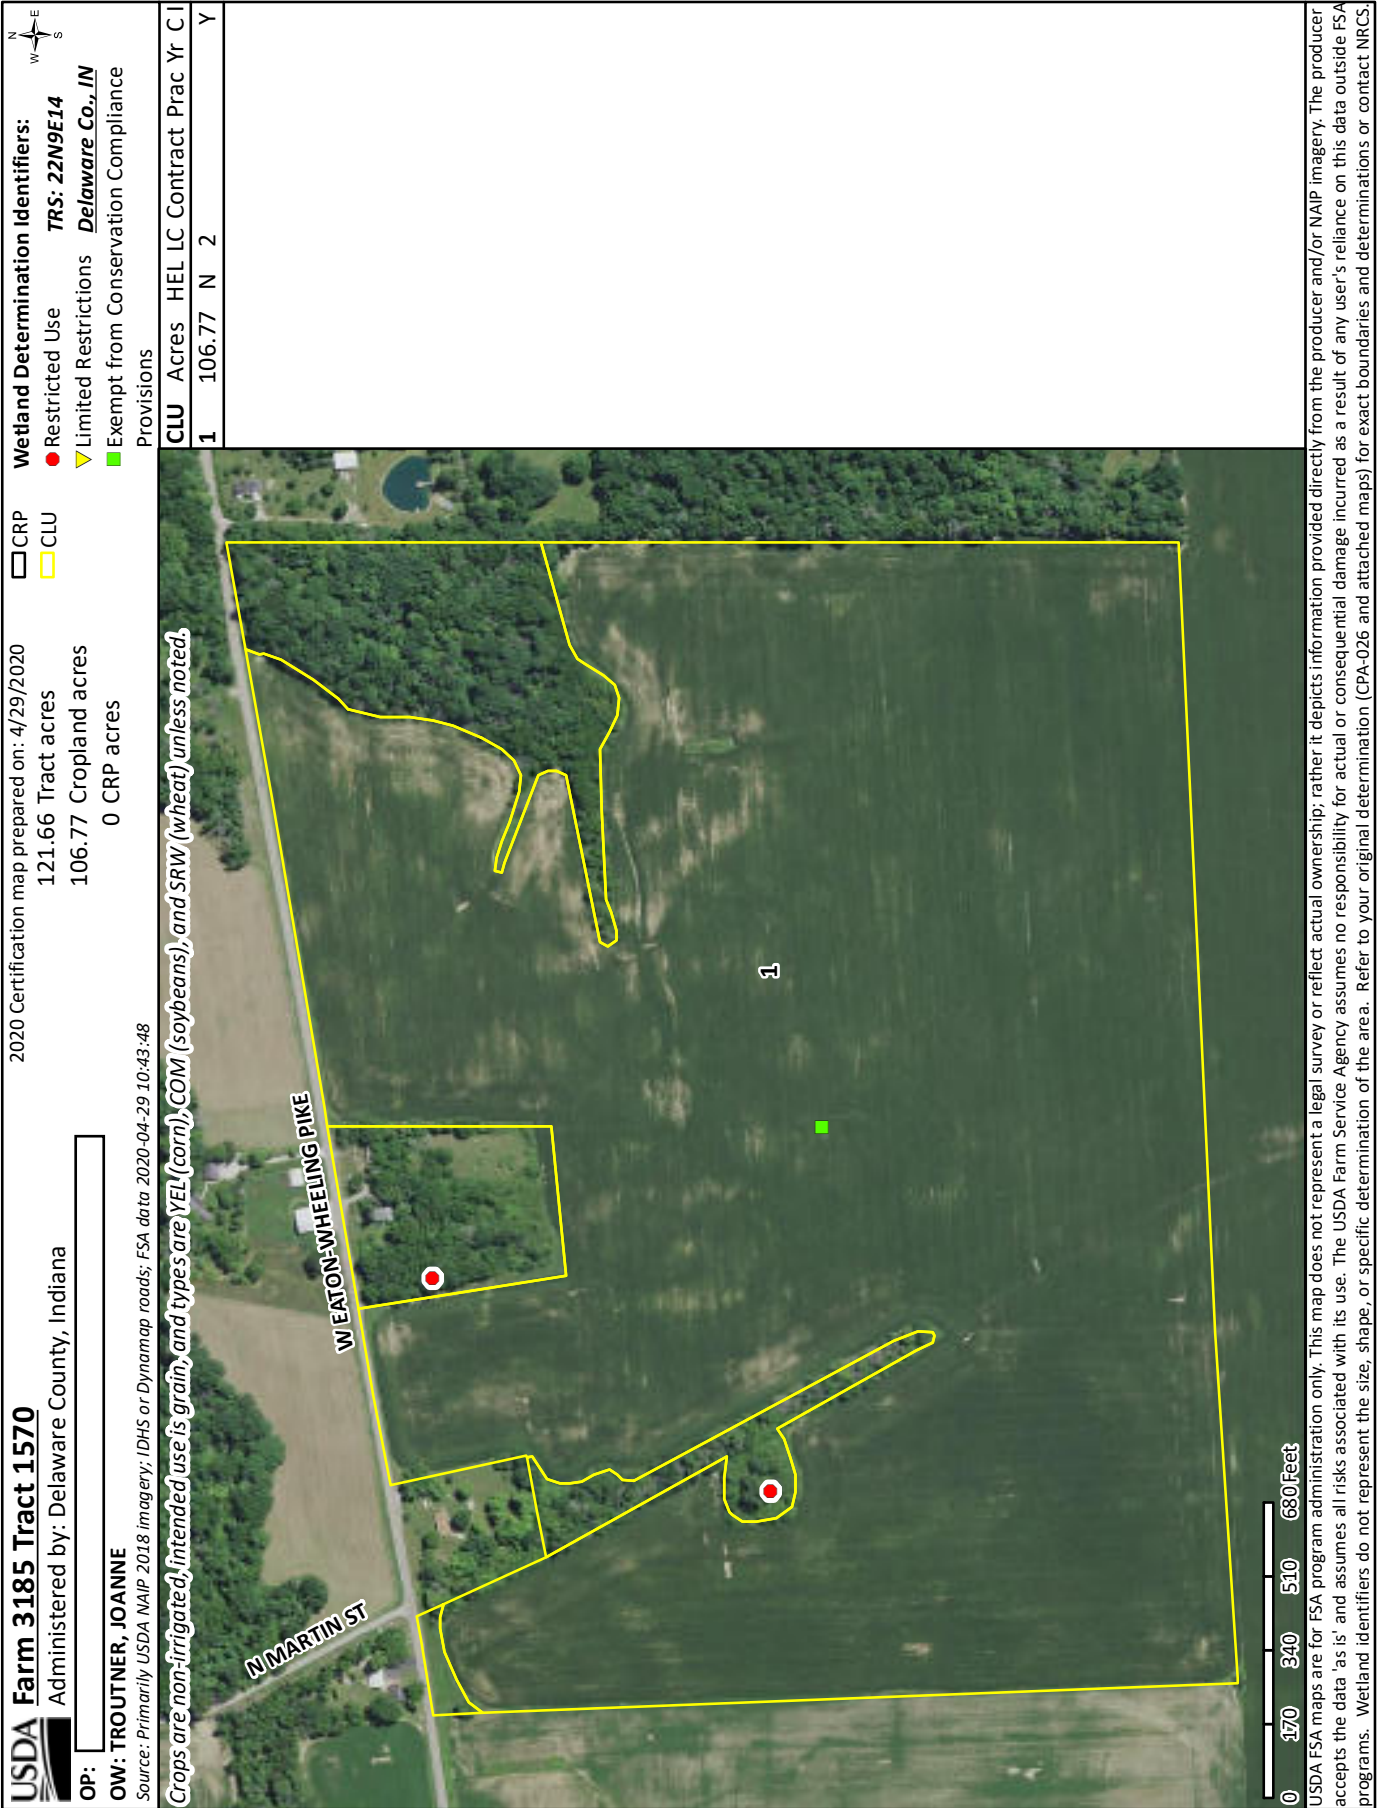 USDA
Farm 3185 Tract 1570
Administered by: Delaware County, Indiana
OP:
OW: TROUTNER, JOANNE
Source: Primarily USDA NAIP 2018 imagery; IDHS or Dynamap roads; FSA data 2020-04-29 10:43:48
2020 Certification map prepared on: 4/29/2020
121.66 Tract acres
106.77 Cropland acres
0 CRP acres
CRP
CLU
Wetland Determination Identifiers:
Restricted Use
Limited Restrictions
Exempt from Conservation Compliance
Provisions
TRS: 22N9E14
Delaware Co., IN
N
W E
S
Crops are non-irrigated, intended use is grain, and types are YEL (corn), COM (soybeans), and SRW (wheat) unless noted.
CLU Acres HEL LC Contract Prac Yr C I
1 106.77 N 2 Y
N MARTIN ST
W EATON-WHEELING PIKE
1
0 170 340 510 680 Feet
USDA FSA maps are for FSA program administration only. This map does not represent a legal survey or reflect actual ownership; rather it depicts information provided directly from the producer and/or NAIP imagery. The producer
accepts the data 'as is' and assumes all risks associated with its use. The USDA Farm Service Agency assumes no responsibility for actual or consequential damage incurred as a result of any user's reliance on this data outside FSA
programs. Wetland identifiers do not represent the size, shape, or specific determination of the area. Refer to your original determination (CPA-026 and attached maps) for exact boundaries and determinations or contact NRCS.